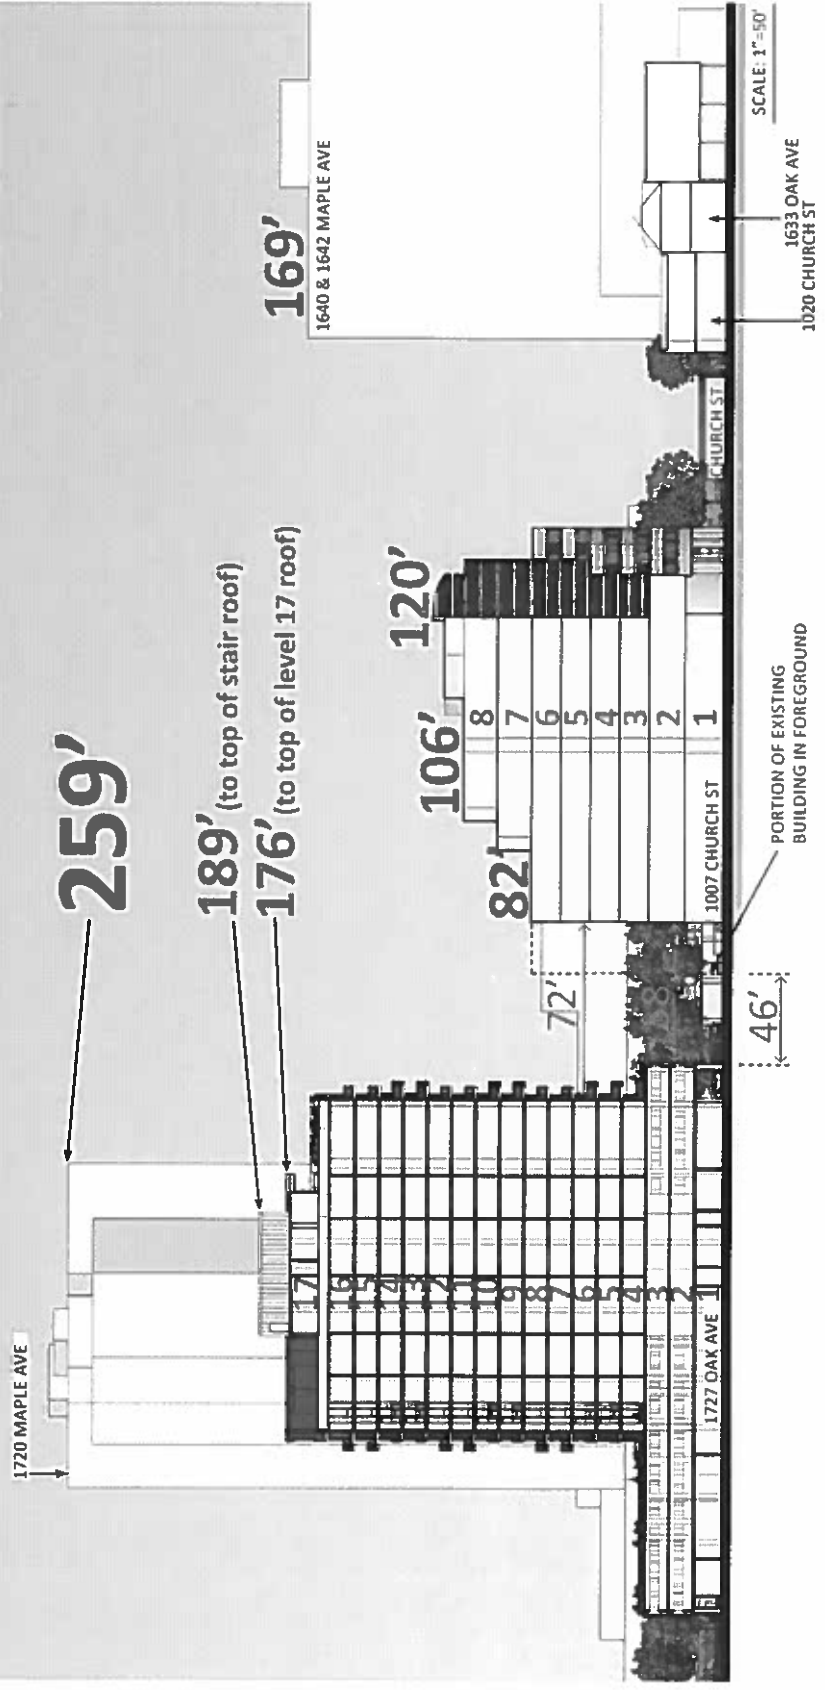 1720 MAPLE AVE
259'
189' (to top of stair roof)
176' (to top of level 17 roof)
169'
1640 & 1642 MAPLE AVE
120'
106'
82'
72'
17
16
15
14
13
12
11
10
9
8
7
6
5
4
3
2
1
1727 OAK AVE
8
7
6
5
4
3
2
1
1007 CHURCH ST
CHURCH ST
46'
PORTION OF EXISTING
BUILDING IN FOREGROUND
1633 OAK AVE
1020 CHURCH ST
SCALE: 1"=50'